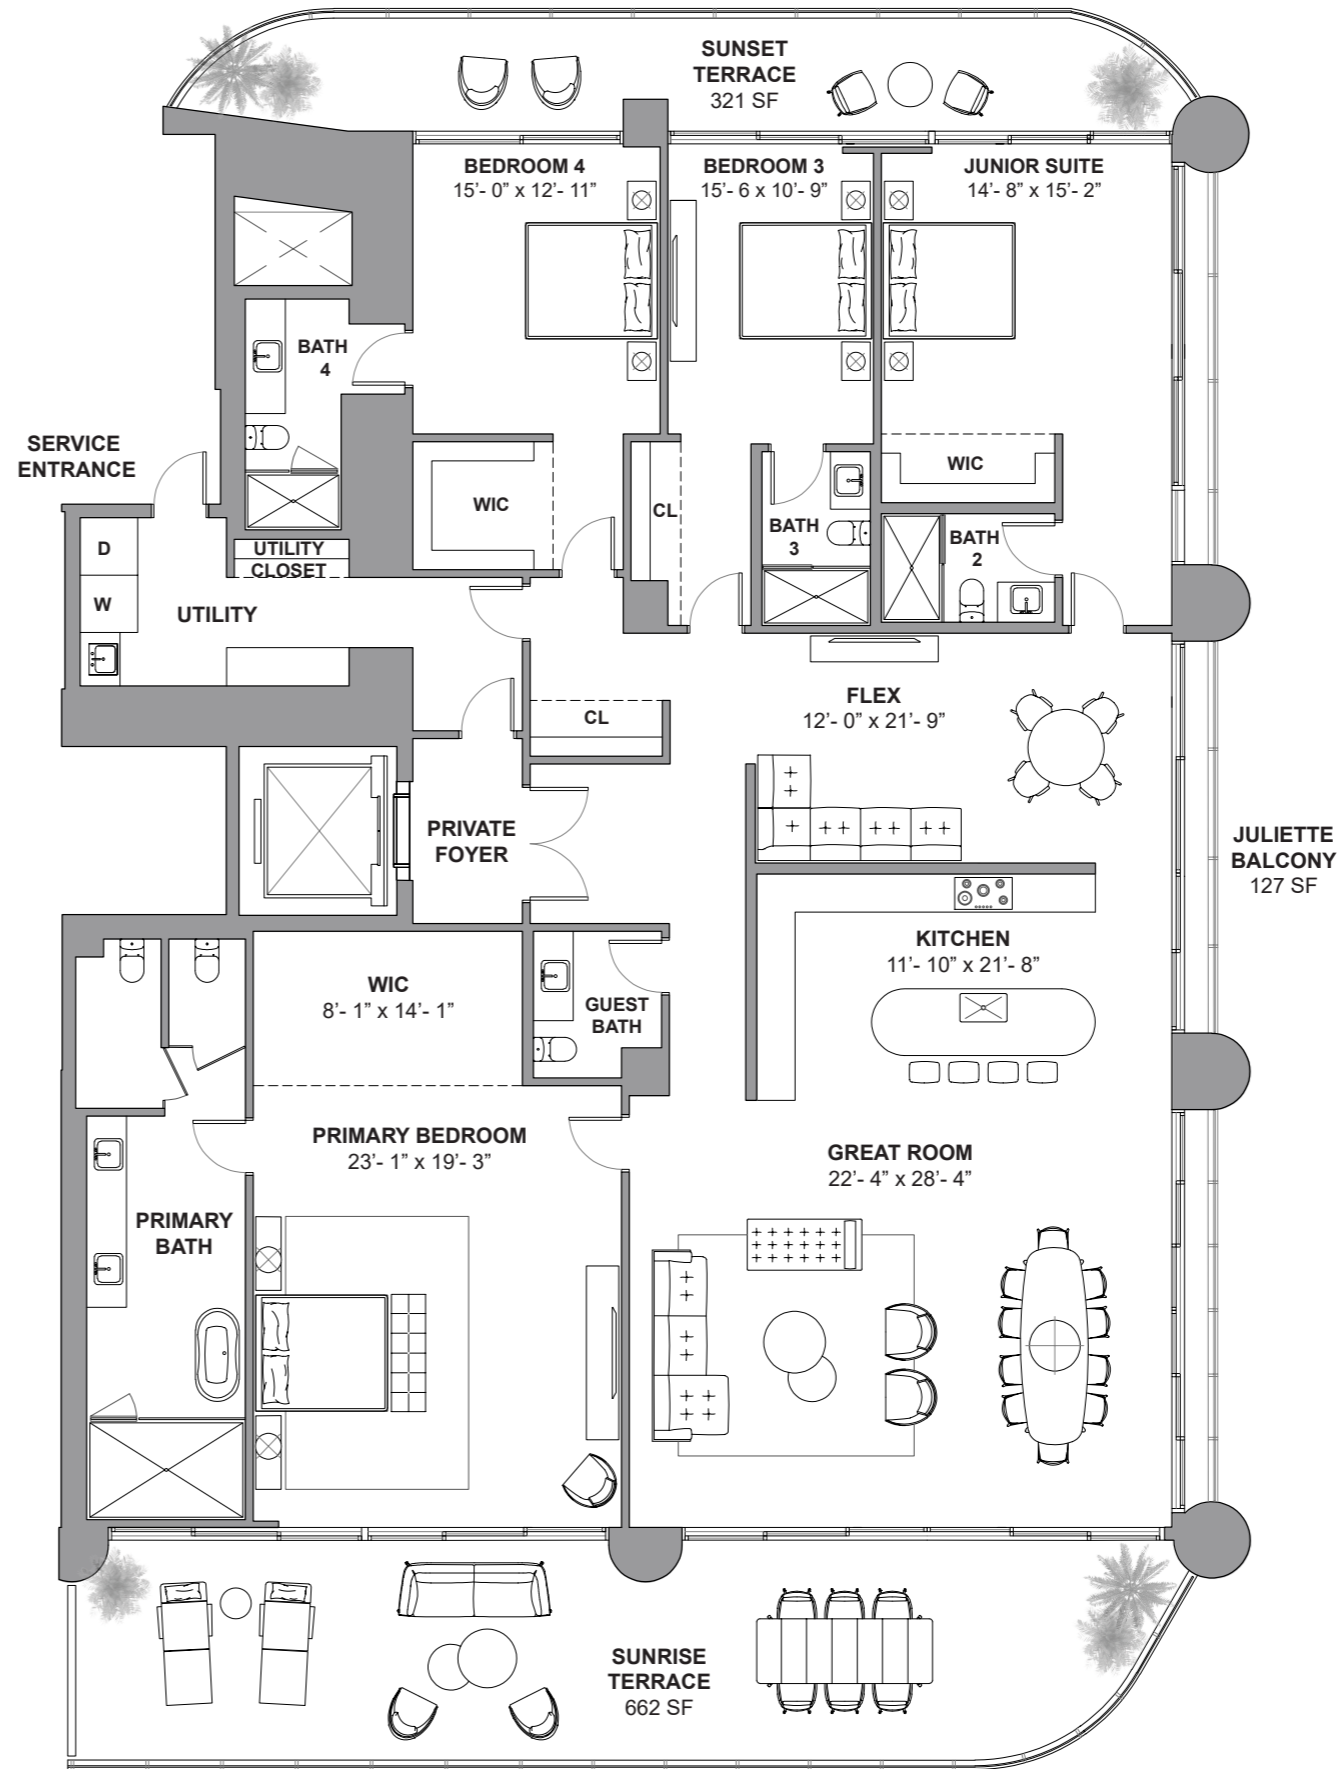 SUNSET
TERRACE
321 SF
BEDROOM 4
15’- 0” x 12’- 11”
BEDROOM 3
15’- 6 x 10’- 9”
JUNIOR SUITE
14’- 8” x 15’- 2”
BATH
4
SERVICE
ENTRANCE
WIC
CL
WIC
BATH
3
BATH
2
D
W
UTILITY
CLOSET
UTILITY
CL
FLEX
12’- 0” x 21’- 9”
PRIVATE
FOYER
JULIETTE
BALCONY
127 SF
KITCHEN
11’- 10” x 21’- 8”
WIC
8’- 1” x 14’- 1”
GUEST
BATH
PRIMARY BEDROOM
23’- 1” x 19’- 3”
GREAT ROOM
22’- 4” x 28’- 4”
PRIMARY
BATH
SUNRISE
TERRACE
662 SF